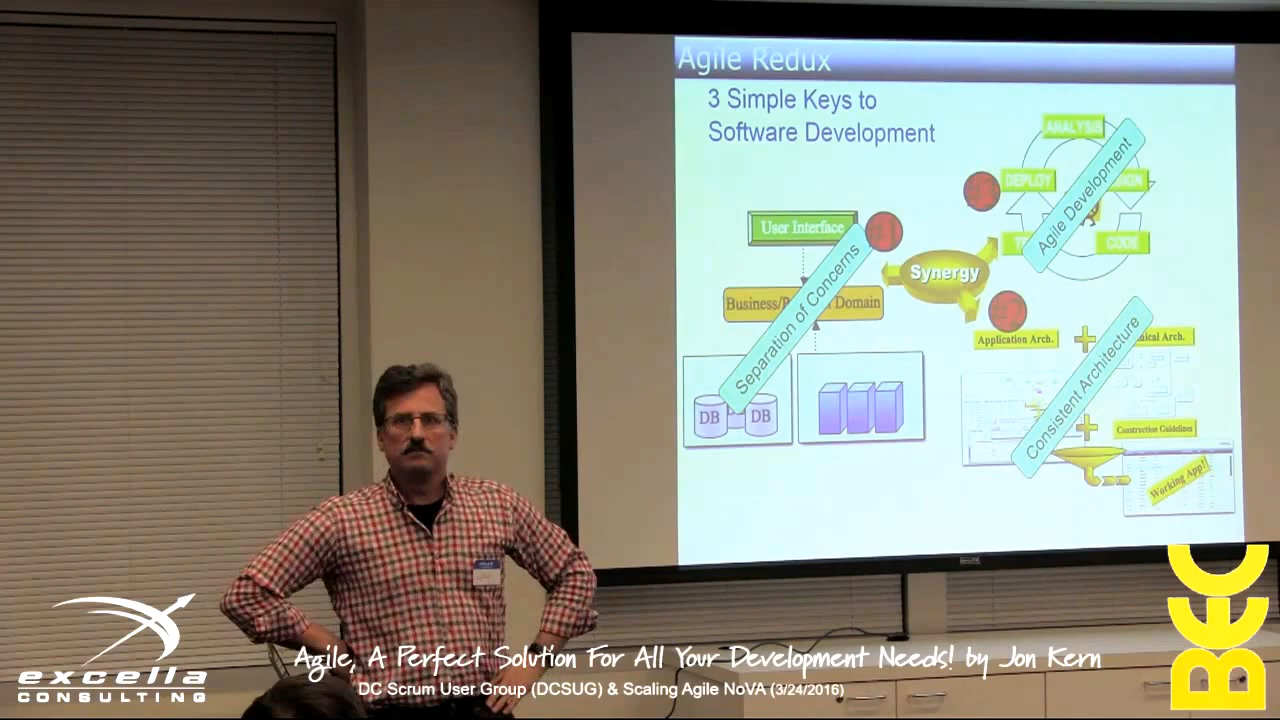 Agile Redux
3 Simple Keys to
Software Development
ANALYSIS
DEPLOY
CODE
Agile Development
User Interface
Synergy
Business/
Domain
Separation of Concerns
DB
DB
Application Arch.
Arch.
Consistent Architecture
Construction Guidelines
Working App!
excella
CONSULTING
Agile, A Perfect Solution For All Your Development Needs! by Jon Kern
DC Scrum User Group (DCSUG) & Scaling Agile NoVA (3/24/2016)